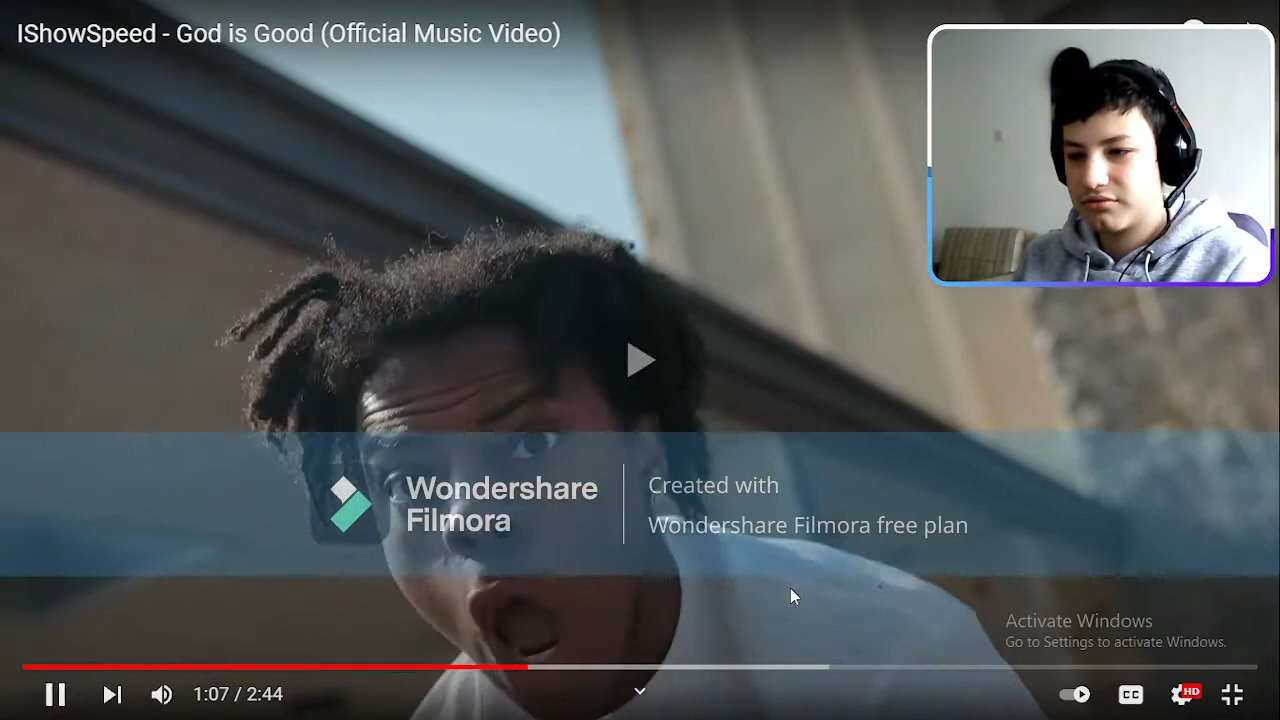 IShowSpeed - God is Good (Official Music Video)
Wondershare
Filmora
Created with
Wondershare Filmora free plan
Activate Windows
Go to Settings to activate Windows.
1:07 / 2:44
CC
HD